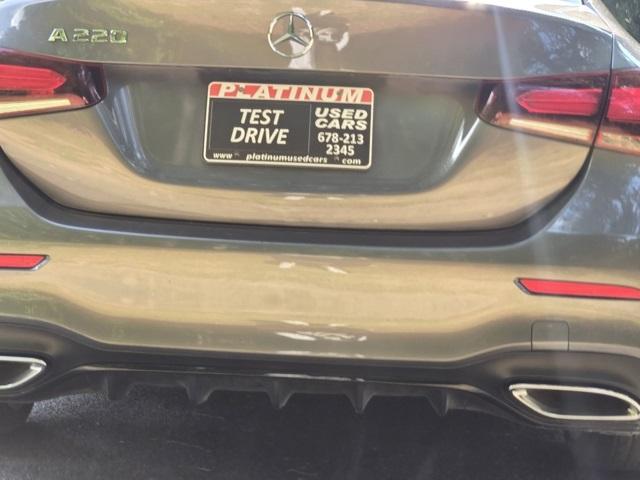 A 220
PLATINUM
TEST
DRIVE
USED
CARS
678-213
2345
www platinumusedcars com